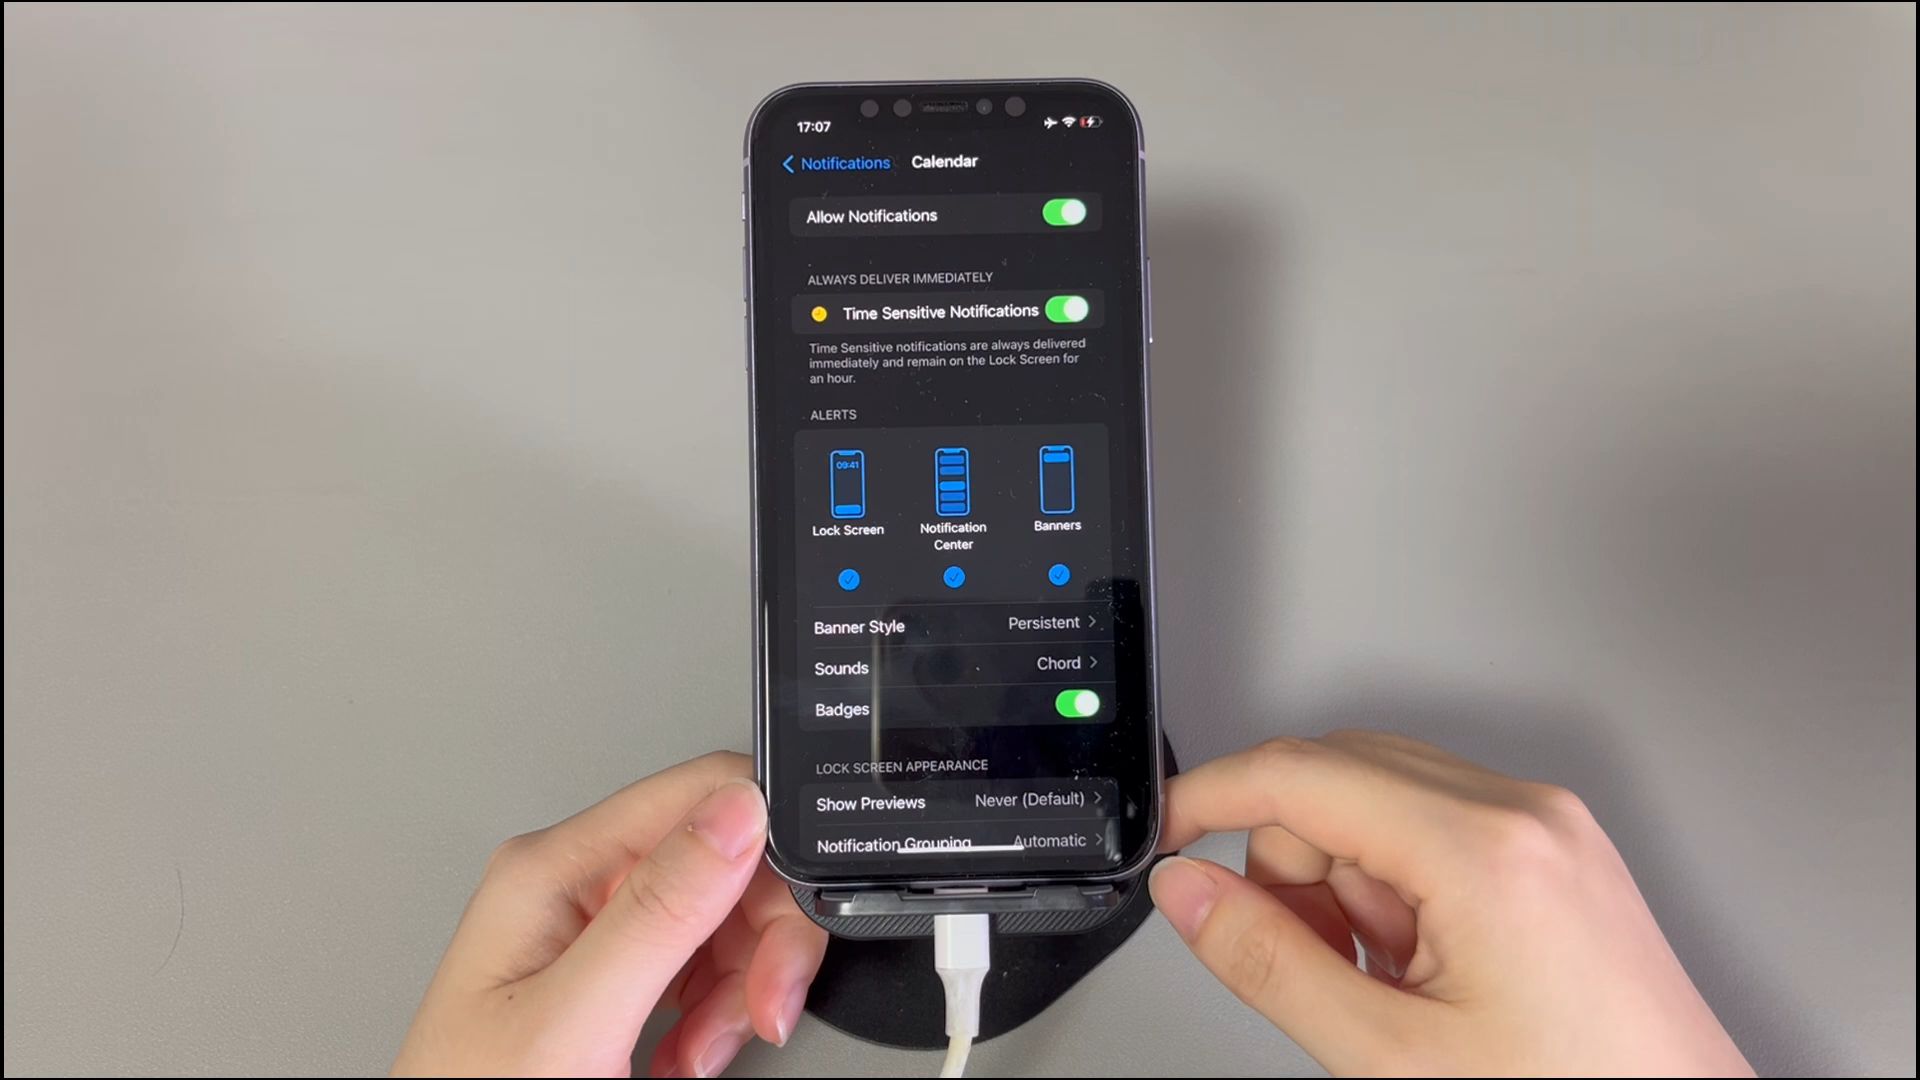 17:07
Notifications Calendar
Allow Notifications
ALWAYS DELIVER IMMEDIATELY
Time Sensitive Notifications
Time Sensitive notifications are always delivered
immediately and remain on the Lock Screen for
an hour.
ALERTS
09:41
Lock Screen Notification Center Banners
Banner Style Persistent
Sounds Chord
Badges
LOCK SCREEN APPEARANCE
Show Previews Never (Default)
Notification Grouping Automatic